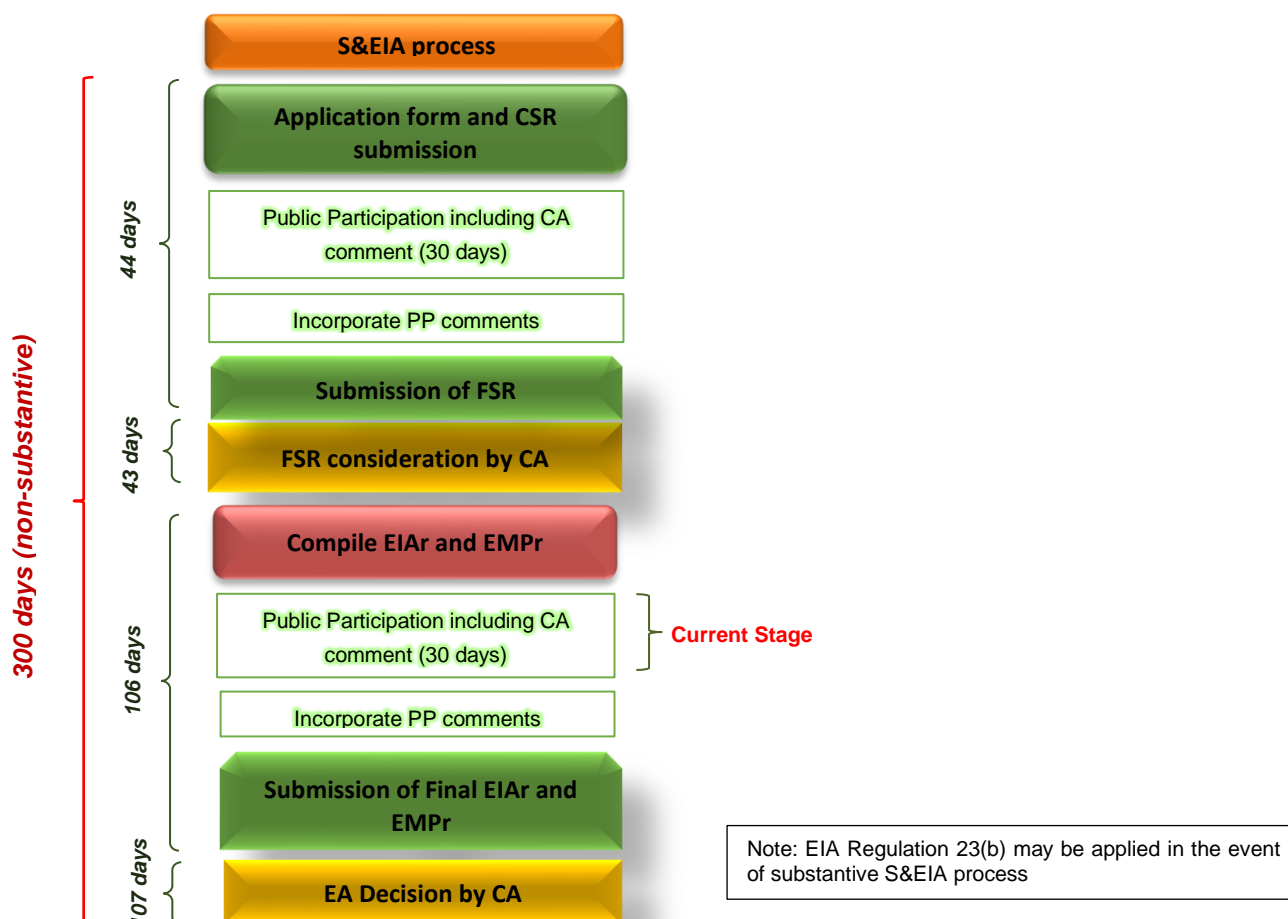 S&EIA process
Application form and CSR
submission
Public Participation including CA
comment (30 days)
Incorporate PP comments
Submission of FSR
FSR consideration by CA
Compile EIAr and EMPr
Public Participation including CA
comment (30 days)
Current Stage
Incorporate PP comments
Submission of Final EIAr and
EMPr
EA Decision by CA
44 days
43 days
106 days
107 days
300 days (non-substantive)
Note: EIA Regulation 23(b) may be applied in the event
of substantive S&EIA process